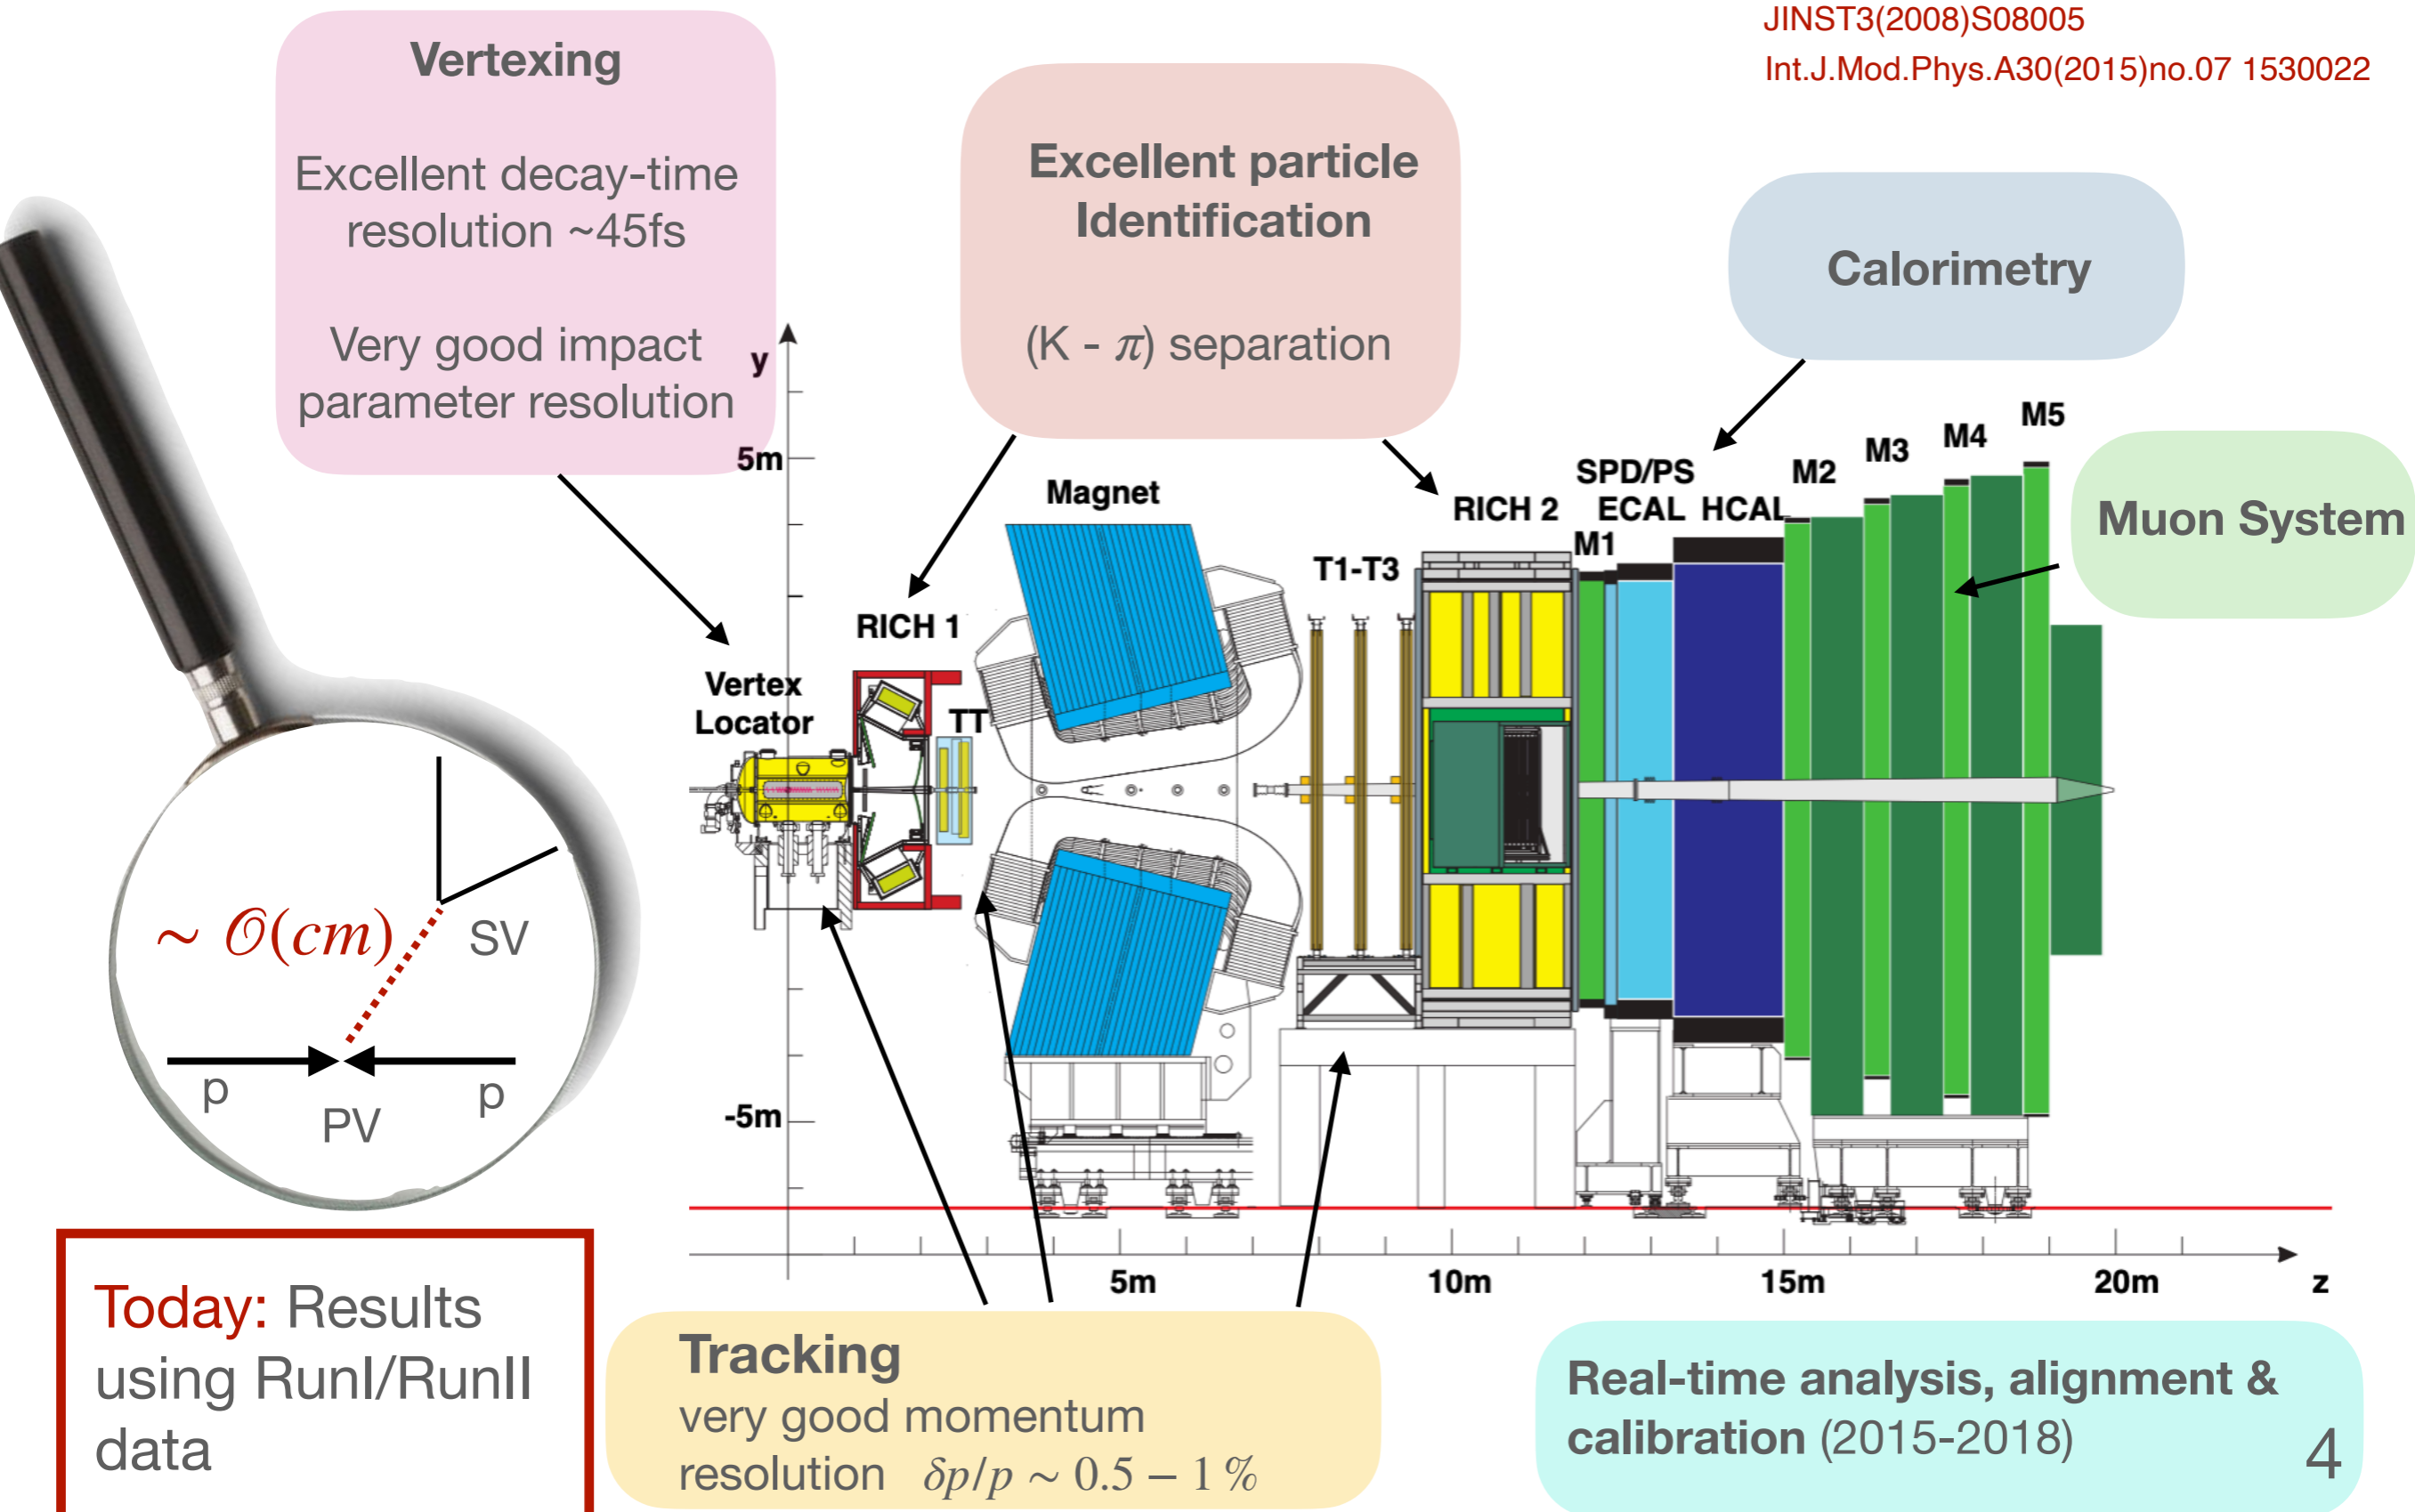 JINST3(2008)S08005
Int.J.Mod.Phys.A30(2015)no.07 1530022
Vertexing
Excellent decay-time
resolution ~45fs
Very good impact
parameter resolution
Excellent particle
Identification
(K - π) separation
Calorimetry
Muon System
y
5m
Magnet
RICH 1
Vertex
Locator
TT
T1-T3
RICH 2
SPD/PS
ECAL HCAL
M1
M2
M3
M4
M5
-5m
5m
10m
15m
20m
z
~ 𝒪(cm)
SV
p
PV
p
Today: Results
using RunI/RunII
data
Tracking
very good momentum
resolution δp/p ~ 0.5 – 1 %
Real-time analysis, alignment &
calibration (2015-2018)
4